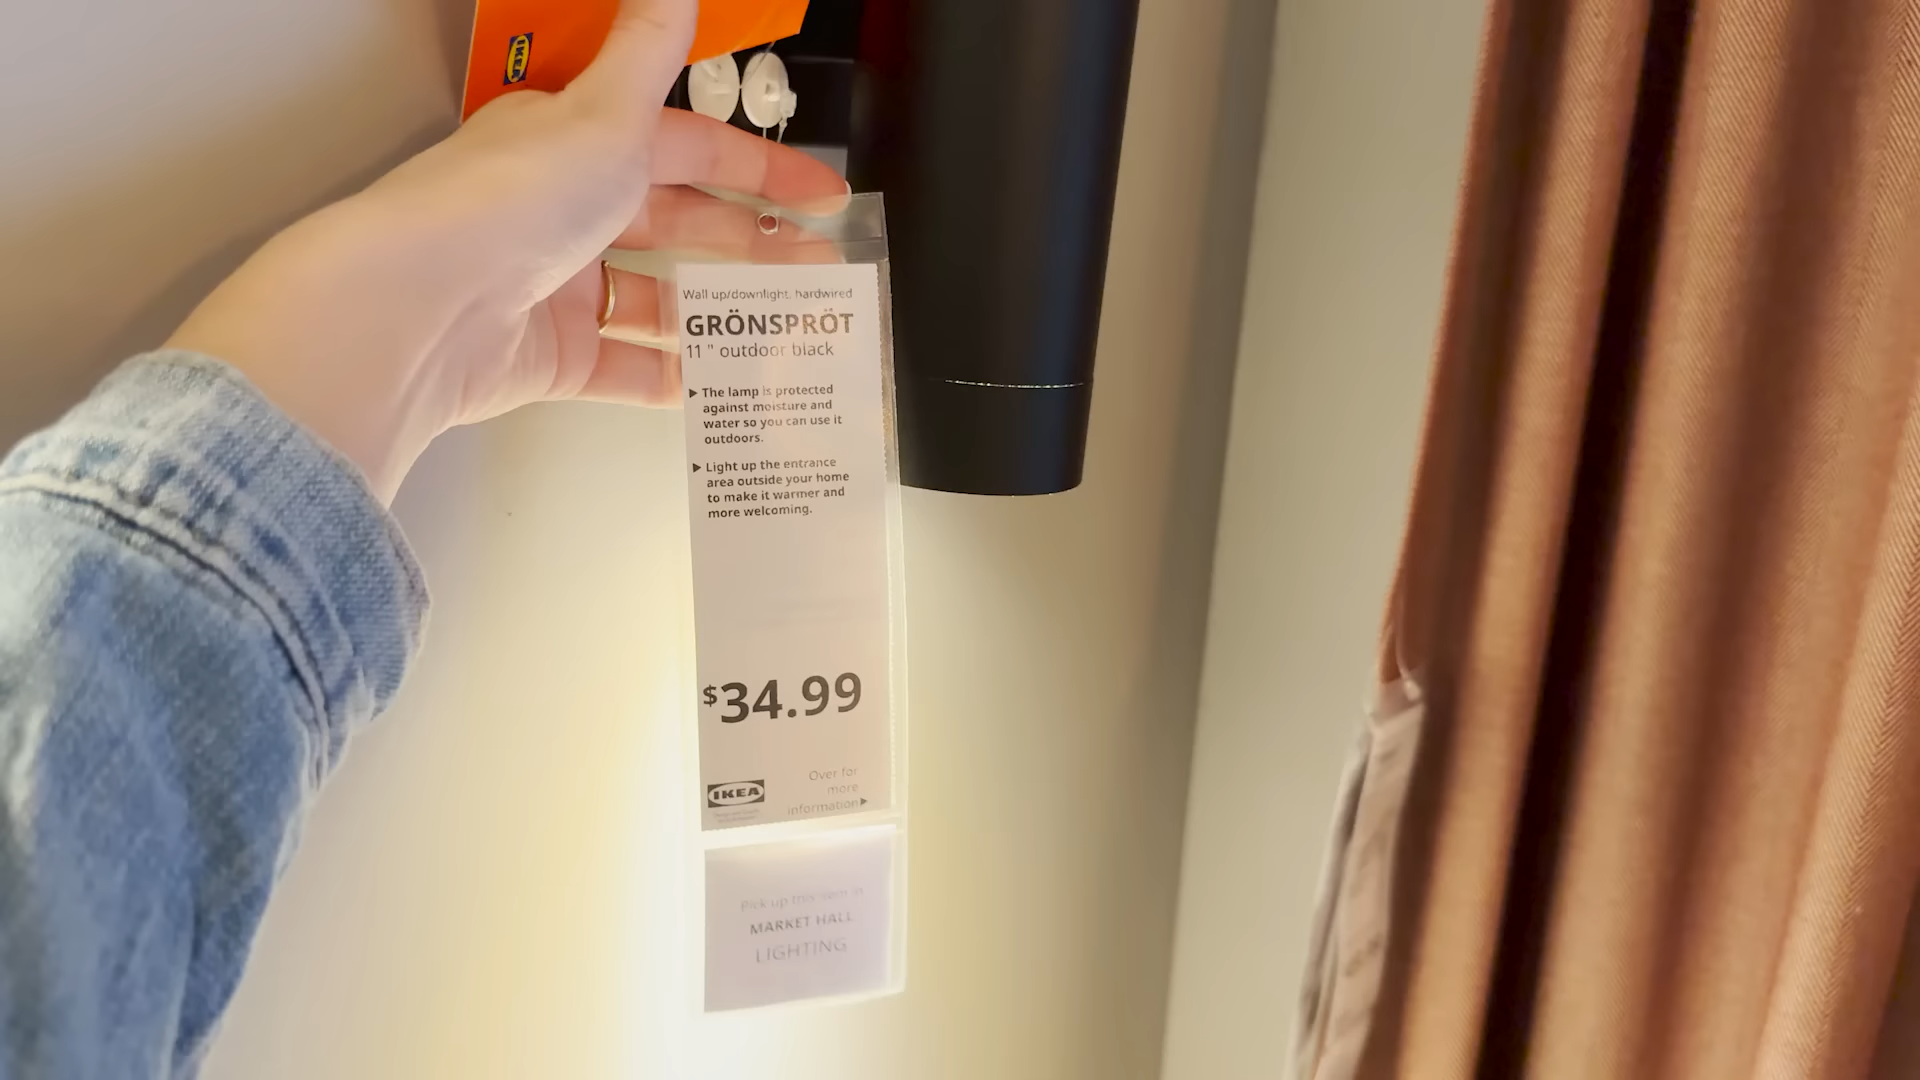 IKEA
Wall up/downlight, hardwired
GRÖNSPRÖT
11 " outdoor black
▶ The lamp is protected
against moisture and
water so you can use it
outdoors.
▶ Light up the entrance
area outside your home
to make it warmer and
more welcoming.
$34.99
Over for
more
information▶
IKEA
Pick up this item in
MARKET HALL
LIGHTING